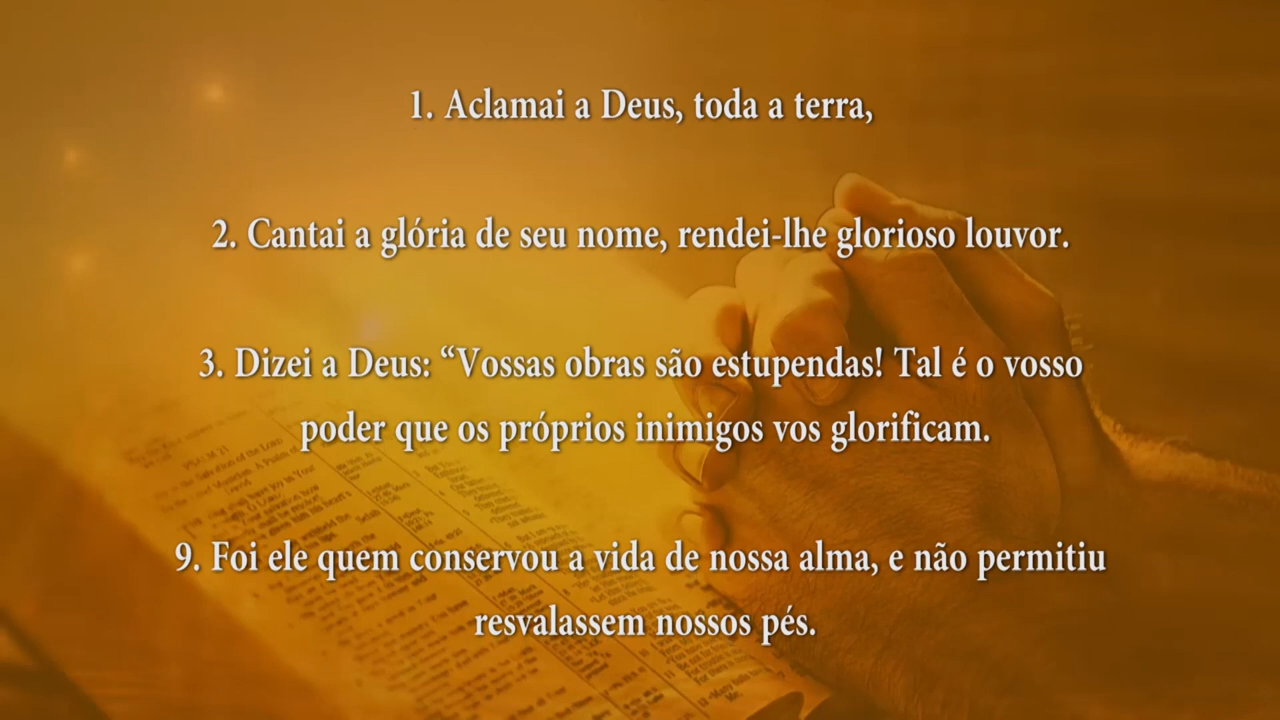 1. Aclamai a Deus, toda a terra,
2. Cantai a glória de seu nome, rendei-lhe glorioso louvor.
3. Dizei a Deus: “Vossas obras são estupendas! Tal é o vosso
poder que os próprios inimigos vos glorificam.
9. Foi ele quem conservou a vida de nossa alma, e não permitiu
resvalassem nossos pés.